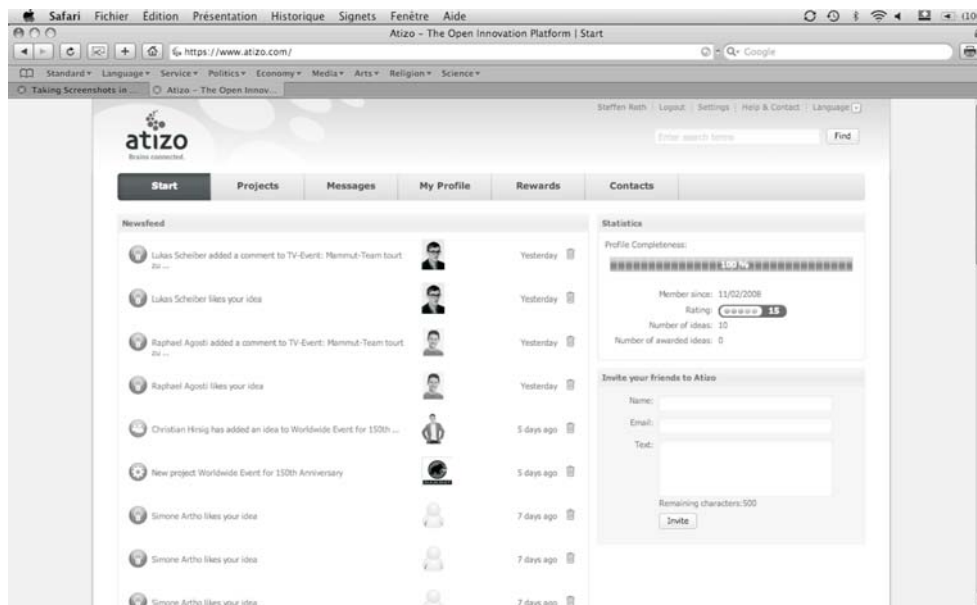 Safari Fichier Édition Présentation Historique Signets Fenêtre Aide
Atizo – The Open Innovation Platform | Start
https://www.atizo.com/
Google
Standard Language Service Politics Economy Media Arts Religion Science
Taking Screenshots in ... Atizo – The Open Innov...
Steffen Roth Logout Settings Help & Contact Language
atizo
Brains connected.
Enter search terms Find
Start Projects Messages My Profile Rewards Contacts
Newsfeed
Lukas Scheiber added a comment to TV-Event: Mammut-Team tourt
zu ...
Yesterday
Lukas Scheiber likes your idea Yesterday
Raphael Agosti added a comment to TV-Event: Mammut-Team tourt
zu ...
Yesterday
Raphael Agosti likes your idea Yesterday
Christian Hirsig has added an idea to Worldwide Event for 150th ... 5 days ago
New project Worldwide Event for 150th Anniversary 5 days ago
Simone Artho likes your idea 7 days ago
Simone Artho likes your idea 7 days ago
Simone Artho likes your idea 7 days ago
Statistics
Profile Completeness:
100 %
Member since: 11/02/2008
Rating: 15
Number of ideas: 10
Number of awarded ideas: 0
Invite your friends to Atizo
Name:
Email:
Text:
Remaining characters:500
Invite